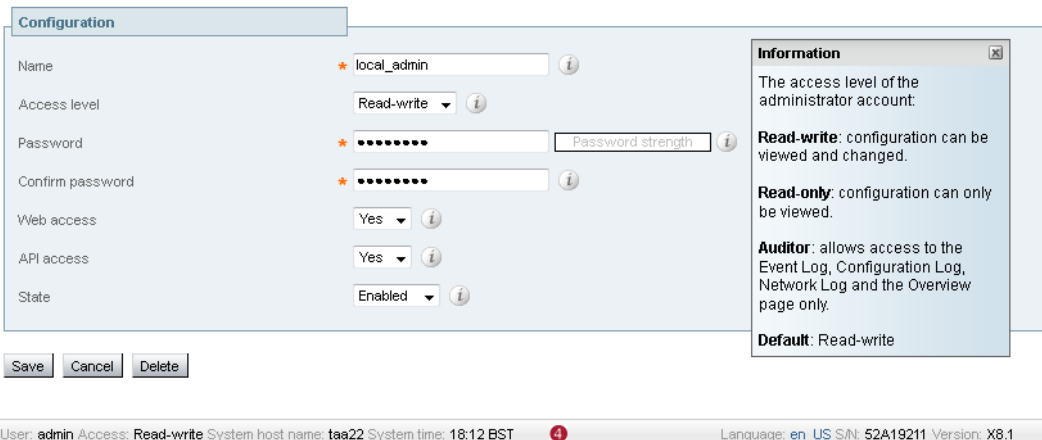 Configuration
Name * local_admin i
Access level Read-write i
Password * •••••••• Password strength i
Confirm password * •••••••• i
Web access Yes i
API access Yes i
State Enabled i
Information
The access level of the
administrator account:
Read-write: configuration can be
viewed and changed.
Read-only: configuration can only
be viewed.
Auditor: allows access to the
Event Log, Configuration Log,
Network Log and the Overview
page only.
Default: Read-write
Save Cancel Delete
User: admin Access: Read-write System host name: taa22 System time: 18:12 BST 4 Language: en_US S/N: 52A19211 Version: X8.1